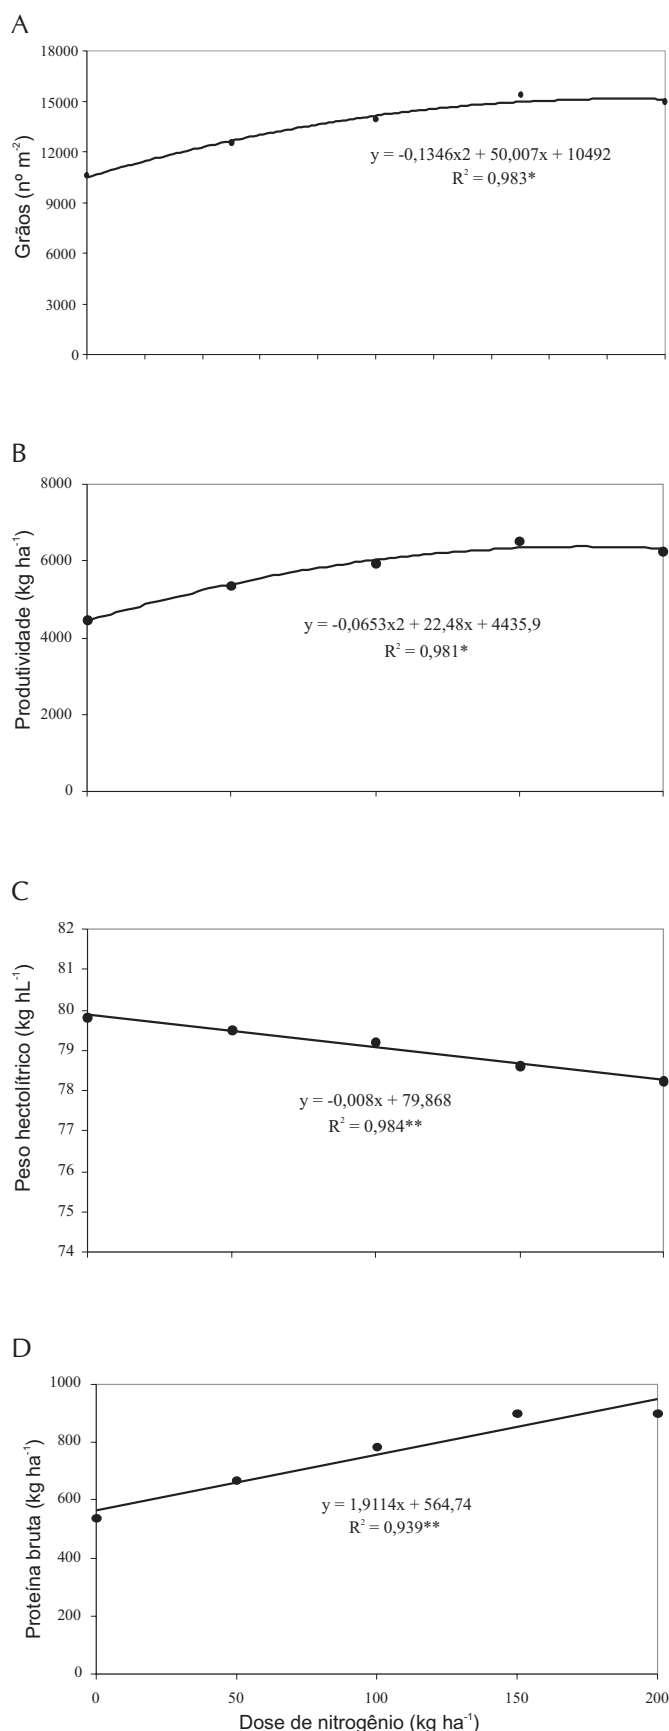 A
18000
15000
12000
9000
6000
3000
0
Grãos (nº m⁻²)
y = -0,1346x2 + 50,007x + 10492
R² = 0,983*
B
8000
6000
4000
2000
0
Produtividade (kg ha⁻¹)
y = -0,0653x2 + 22,48x + 4435,9
R² = 0,981*
C
82
81
80
79
78
77
76
75
74
Peso hectolítrico (kg hL⁻¹)
y = -0,008x + 79,868
R² = 0,984**
D
1000
800
600
400
200
0
Proteína bruta (kg ha⁻¹)
y = 1,9114x + 564,74
R² = 0,939**
0 50 100 150 200
Dose de nitrogênio (kg ha⁻¹)